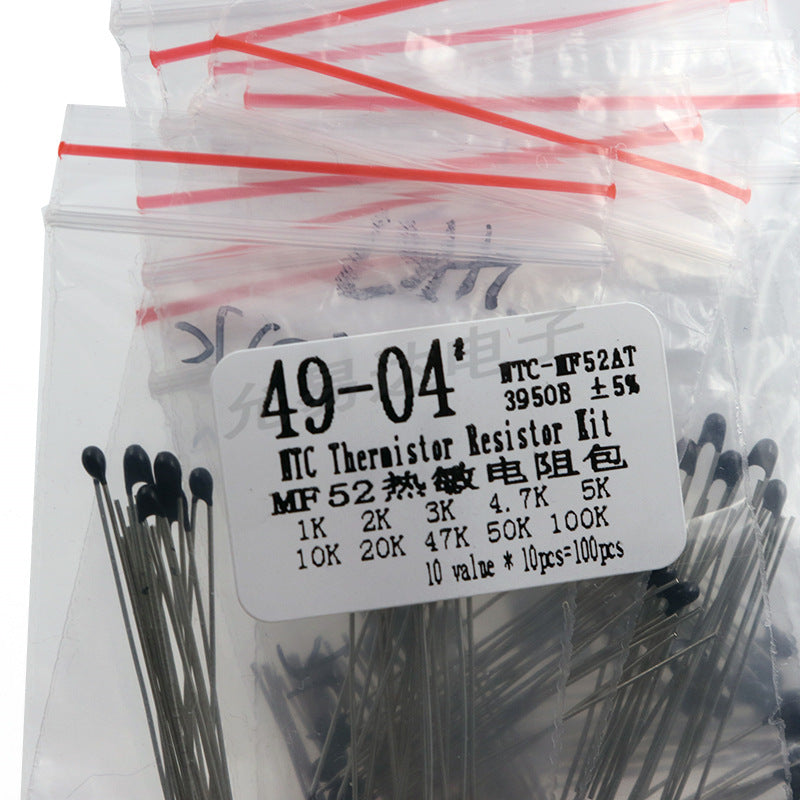 49-04#
NTC-MF52AT
3950B ±5%
NTC Thermistor Resistor Kit
MF52热敏电阻包
1K 2K 3K 4.7K 5K
10K 20K 47K 50K 100K
10 value * 10pcs=100pcs